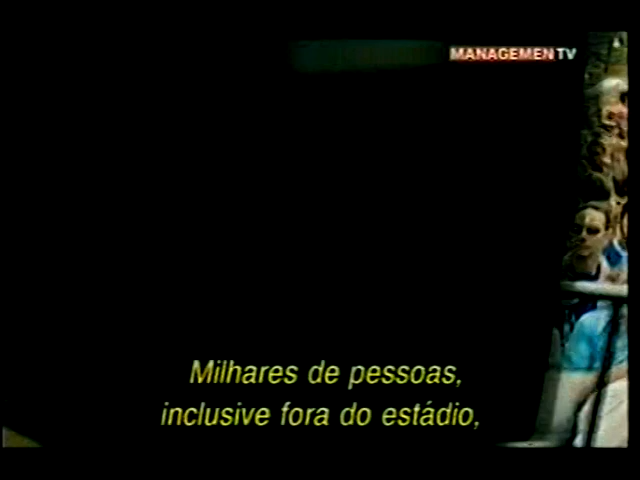 MANAGEMENTV
Milhares de pessoas,
inclusive fora do estádio,